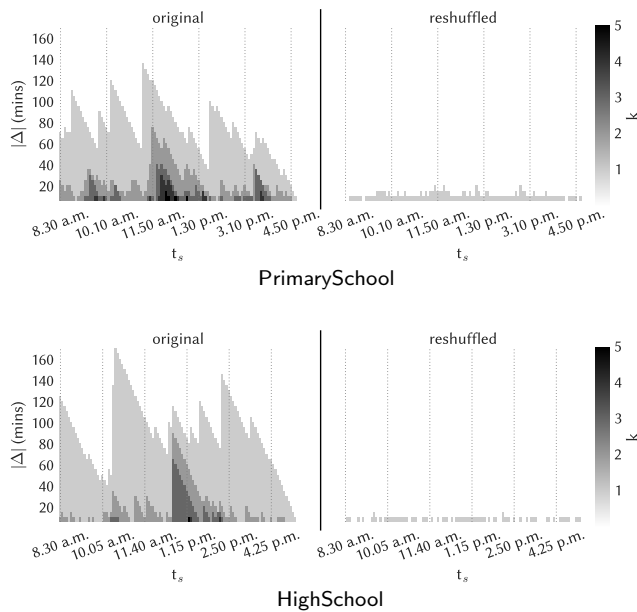 original
reshuffled
160
140
120
100
80
60
40
20
|Δ| (mins)
8.30 a.m.
10.10 a.m.
11.50 a.m.
1.30 p.m.
3.10 p.m.
4.50 p.m.
t_s
8.30 a.m.
10.10 a.m.
11.50 a.m.
1.30 p.m.
3.10 p.m.
4.50 p.m.
t_s
5
4
3
2
1
k
PrimarySchool
original
reshuffled
160
140
120
100
80
60
40
20
|Δ| (mins)
8.30 a.m.
10.05 a.m.
11.40 a.m.
1.15 p.m.
2.50 p.m.
4.25 p.m.
t_s
8.30 a.m.
10.05 a.m.
11.40 a.m.
1.15 p.m.
2.50 p.m.
4.25 p.m.
t_s
5
4
3
2
1
k
HighSchool